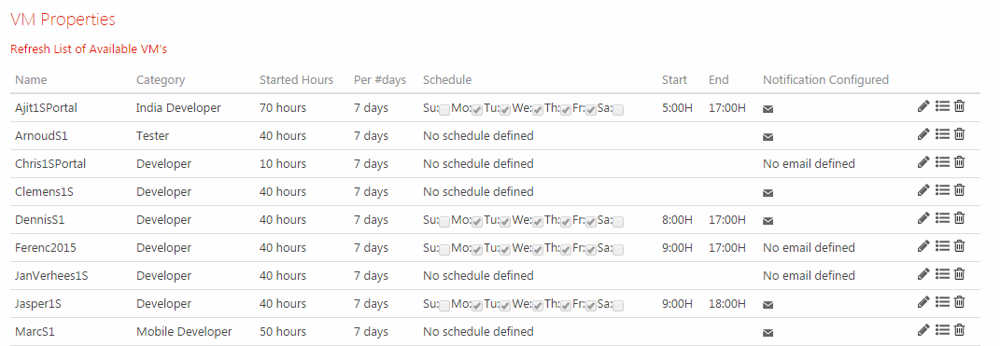 VM Properties
Refresh List of Available VM's
Name Category Started Hours Per #days Schedule Start End Notification Configured
Ajit1SPortal India Developer 70 hours 7 days Su: Mo: Tu: We: Th: Fr: Sa: 5:00H 17:00H
ArnoudS1 Tester 40 hours 7 days No schedule defined
Chris1SPortal Developer 10 hours 7 days No schedule defined No email defined
Clemens1S Developer 40 hours 7 days No schedule defined
DennisS1 Developer 40 hours 7 days Su: Mo: Tu: We: Th: Fr: Sa: 8:00H 17:00H
Ferenc2015 Developer 40 hours 7 days Su: Mo: Tu: We: Th: Fr: Sa: 9:00H 17:00H No email defined
JanVerhees1S Developer 40 hours 7 days No schedule defined No email defined
Jasper1S Developer 40 hours 7 days Su: Mo: Tu: We: Th: Fr: Sa: 9:00H 18:00H
MarcS1 Mobile Developer 50 hours 7 days No schedule defined